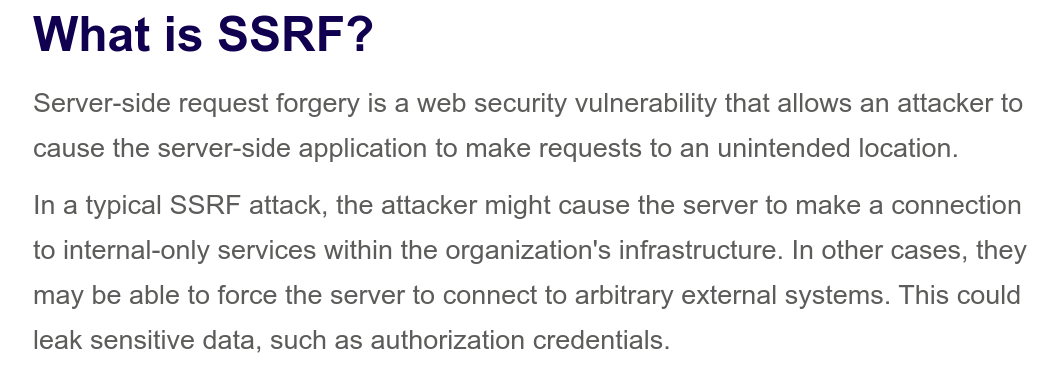 What is SSRF?
Server-side request forgery is a web security vulnerability that allows an attacker to
cause the server-side application to make requests to an unintended location.
In a typical SSRF attack, the attacker might cause the server to make a connection
to internal-only services within the organization's infrastructure. In other cases, they
may be able to force the server to connect to arbitrary external systems. This could
leak sensitive data, such as authorization credentials.